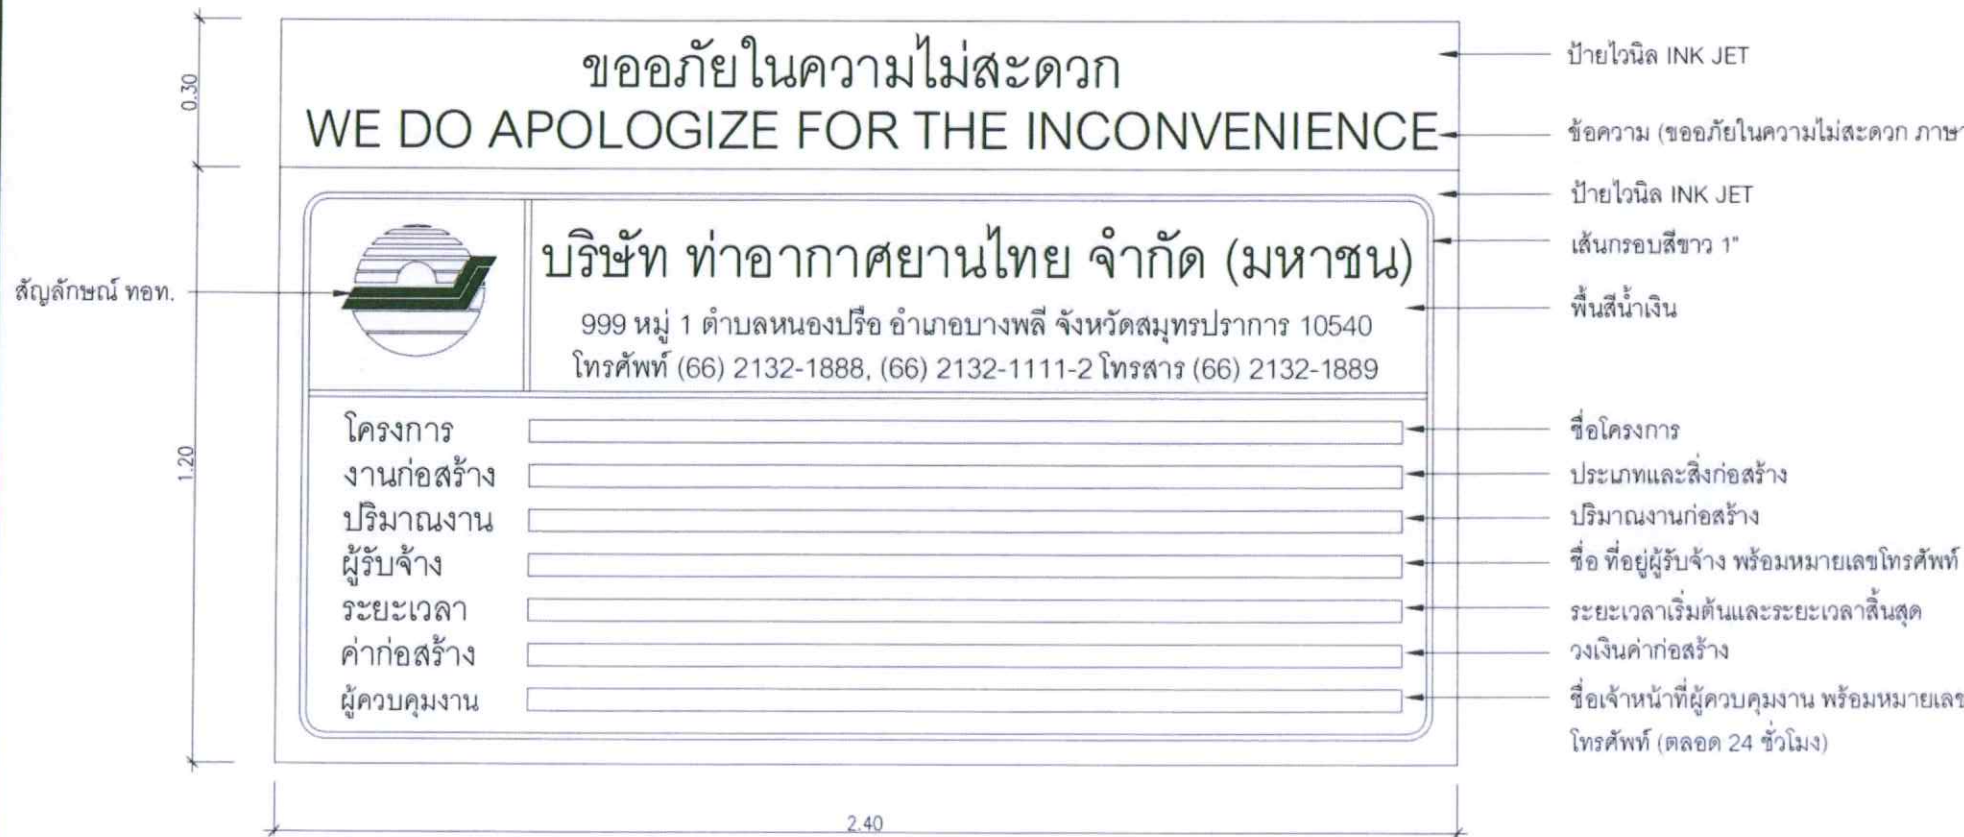 ขออภัยในความไม่สะดวก
WE DO APOLOGIZE FOR THE INCONVENIENCE
0.30
ป้ายไวนิล INK JET
ข้อความ (ขออภัยในความไม่สะดวก
ป้ายไวนิล INK JET
เส้นกรอบสีขาว 1"
พื้นสีน้ำเงิน
สัญลักษณ์ ทอท.
บริษัท ท่าอากาศยานไทย จำกัด (มหาชน)
999 หมู่ 1 ตำบลหนองปรือ อำเภอบางพลี จังหวัดสมุทรปราการ 10540
โทรศัพท์ (66) 2132-1888, (66) 2132-1111-2 โทรสาร (66) 2132-1889
1.20
โครงการ
ชื่อโครงการ
งานก่อสร้าง
ประเภทและสิ่งก่อสร้าง
ปริมาณงาน
ปริมาณงานก่อสร้าง
ผู้รับจ้าง
ชื่อ ที่อยู่ผู้รับจ้าง พร้อมหมายเลขโทรศัพท์
ระยะเวลา
ระยะเวลาเริ่มต้นและระยะเวลาสิ้นสุด
ค่าก่อสร้าง
วงเงินค่าก่อสร้าง
ผู้ควบคุมงาน
ชื่อเจ้าหน้าที่ผู้ควบคุมงาน พร้อมหมายเลข
โทรศัพท์ (ตลอด 24 ชั่วโมง)
2.40